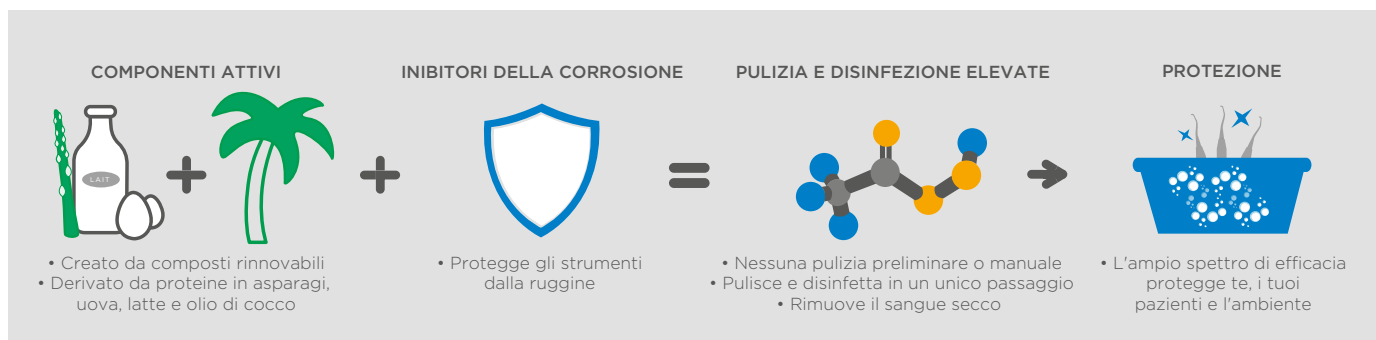 COMPONENTI ATTIVI
INIBITORI DELLA CORROSIONE
PULIZIA E DISINFEZIONE ELEVATE
PROTEZIONE
LAIT
• Creato da composti rinnovabili
• Derivato da proteine in asparagi,
uova, latte e olio di cocco
• Protegge gli strumenti
dalla ruggine
• Nessuna pulizia preliminare o manuale
• Pulisce e disinfetta in un unico passaggio
• Rimuove il sangue secco
• L'ampio spettro di efficacia
protegge te, i tuoi
pazienti e l'ambiente